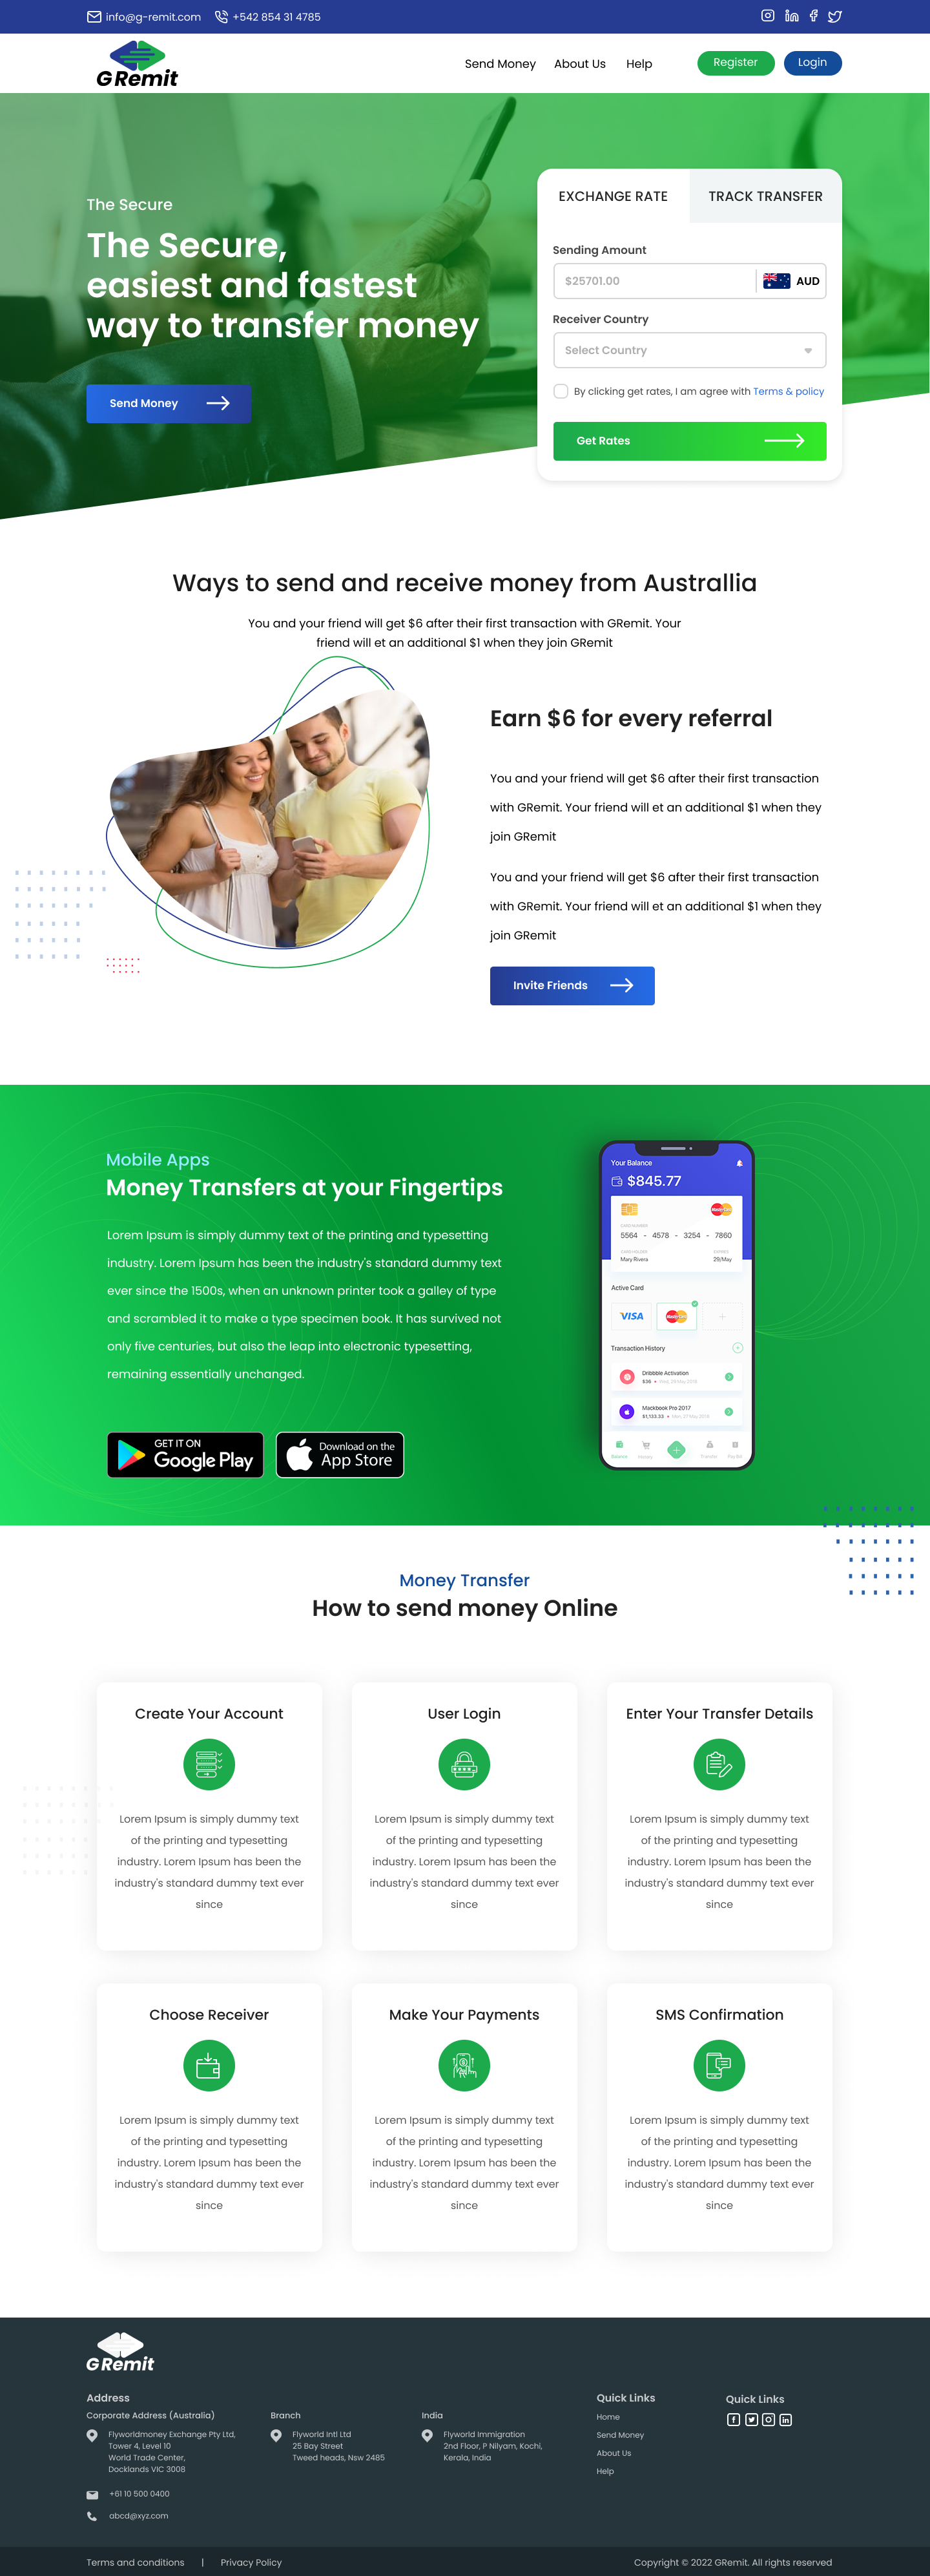 info@g-remit.com +542 854 31 4785
GRemit
Send Money About Us Help Register Login
The Secure
The Secure,
easiest and fastest
way to transfer money
Send Money
EXCHANGE RATE TRACK TRANSFER
Sending Amount
$25701.00 AUD
Receiver Country
Select Country
By clicking get rates, I am agree with Terms & policy
Get Rates
Ways to send and receive money from Australlia
You and your friend will get $6 after their first transaction with GRemit. Your
friend will et an additional $1 when they join GRemit
Earn $6 for every referral
You and your friend will get $6 after their first transaction
with GRemit. Your friend will et an additional $1 when they
join GRemit
You and your friend will get $6 after their first transaction
with GRemit. Your friend will et an additional $1 when they
join GRemit
Invite Friends
Mobile Apps
Money Transfers at your Fingertips
Lorem Ipsum is simply dummy text of the printing and typesetting
industry. Lorem Ipsum has been the industry's standard dummy text
ever since the 1500s, when an unknown printer took a galley of type
and scrambled it to make a type specimen book. It has survived not
only five centuries, but also the leap into electronic typesetting,
remaining essentially unchanged.
GET IT ON
Google Play
Download on the
App Store
Your Balance
$845.77
MasterCard
5564 - 4578 - 3254 - 7860
Mary Rivera 29/May
Active Card
VISA MasterCard
Transaction History
Dribbble Activation
$36
Mackbook Pro 2017
$1,133.33
Balance History Transfer
Money Transfer
How to send money Online
Create Your Account
Lorem Ipsum is simply dummy text
of the printing and typesetting
industry. Lorem Ipsum has been the
industry's standard dummy text ever
since
User Login
Lorem Ipsum is simply dummy text
of the printing and typesetting
industry. Lorem Ipsum has been the
industry's standard dummy text ever
since
Enter Your Transfer Details
Lorem Ipsum is simply dummy text
of the printing and typesetting
industry. Lorem Ipsum has been the
industry's standard dummy text ever
since
Choose Receiver
Lorem Ipsum is simply dummy text
of the printing and typesetting
industry. Lorem Ipsum has been the
industry's standard dummy text ever
since
Make Your Payments
Lorem Ipsum is simply dummy text
of the printing and typesetting
industry. Lorem Ipsum has been the
industry's standard dummy text ever
since
SMS Confirmation
Lorem Ipsum is simply dummy text
of the printing and typesetting
industry. Lorem Ipsum has been the
industry's standard dummy text ever
since
GRemit
Address
Corporate Address (Australia)
Flyworldmoney Exchange Pty Ltd,
Tower 4, Level 10
World Trade Center,
Docklands VIC 3008
+61 10 500 0400
abcd@xyz.com
Branch
Flyworld Intl Ltd
25 Bay Street
Tweed heads, Nsw 2485
India
Flyworld Immigration
2nd Floor, P Nilyam, Kochi,
Kerala, India
Quick Links
Home
Send Money
About Us
Help
Quick Links
Terms and conditions | Privacy Policy
Copyright © 2022 GRemit. All rights reserved